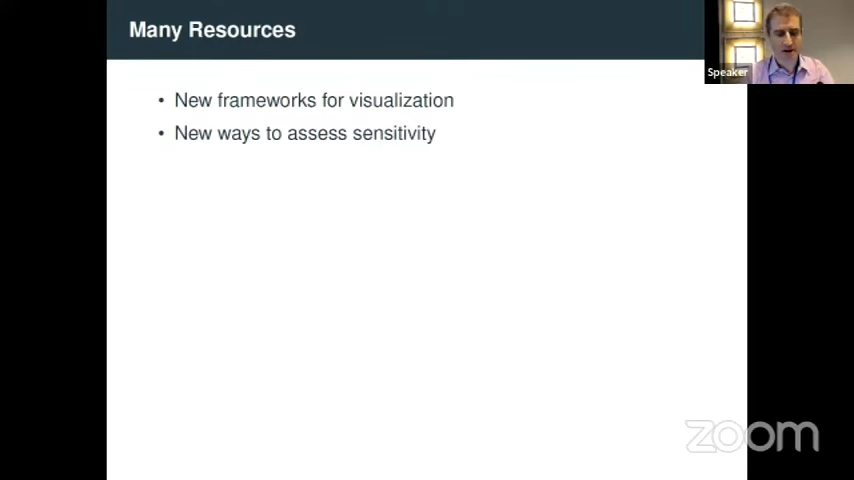 Many Resources
Speaker
• New frameworks for visualization
• New ways to assess sensitivity
zoom